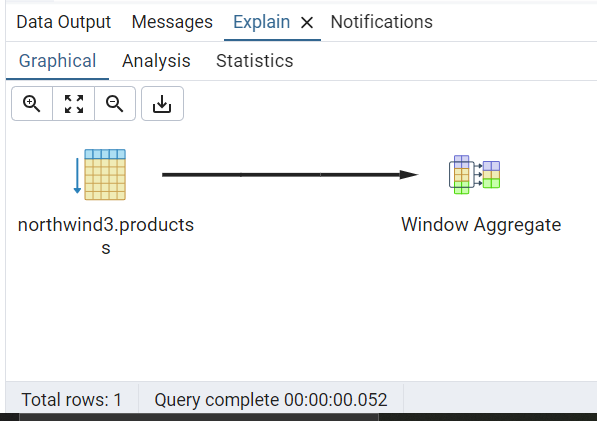 Data Output Messages Explain × Notifications
Graphical Analysis Statistics
northwind3.products
s
Window Aggregate
Total rows: 1 Query complete 00:00:00.052